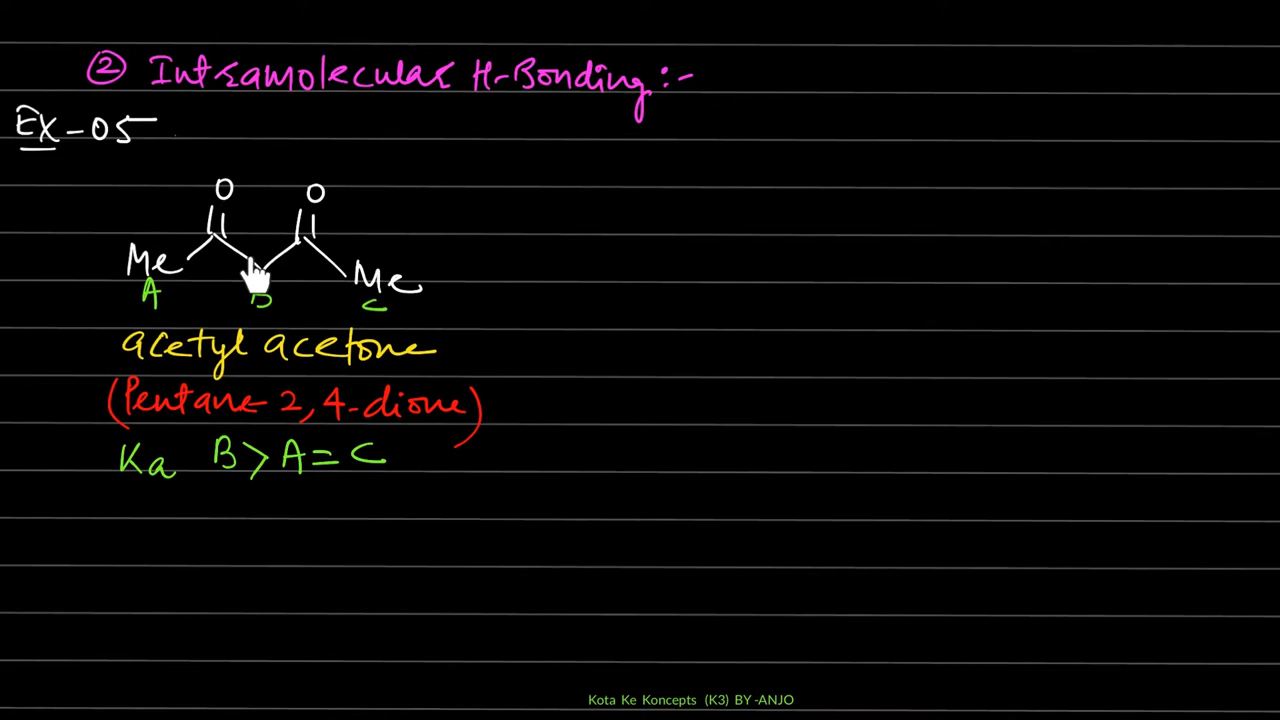 ② Intramolecular H-Bonding:-
EX-05
O O
Me Me
A B C
acetyl acetone
(Pentane-2,4-dione)
Ka B>A=C
Kota Ke Koncepts (K3) BY -ANJO